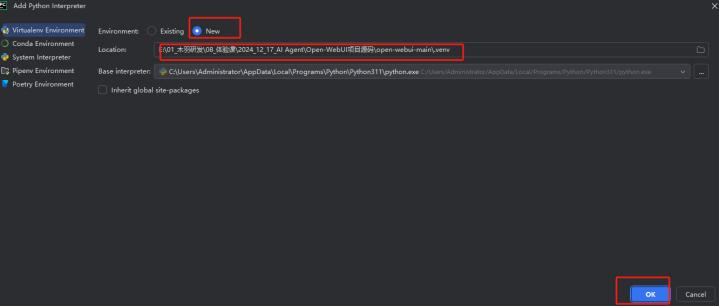 Add Python Interpreter
Virtualenv Environment
Conda Environment
System Interpreter
Pipenv Environment
Poetry Environment
Environment: Existing New
Location: E:\01_木羽研发\08_体验课\2024_12_17_AI Agent\Open-WebUI项目源码\open-webui-main\.venv
Base interpreter: C:\Users\Administrator\AppData\Local\Programs\Python\Python311\python.exe C:/Users/Administrator/AppData/Local/Programs/Python/Python311/python.exe ...
Inherit global site-packages
OK Cancel